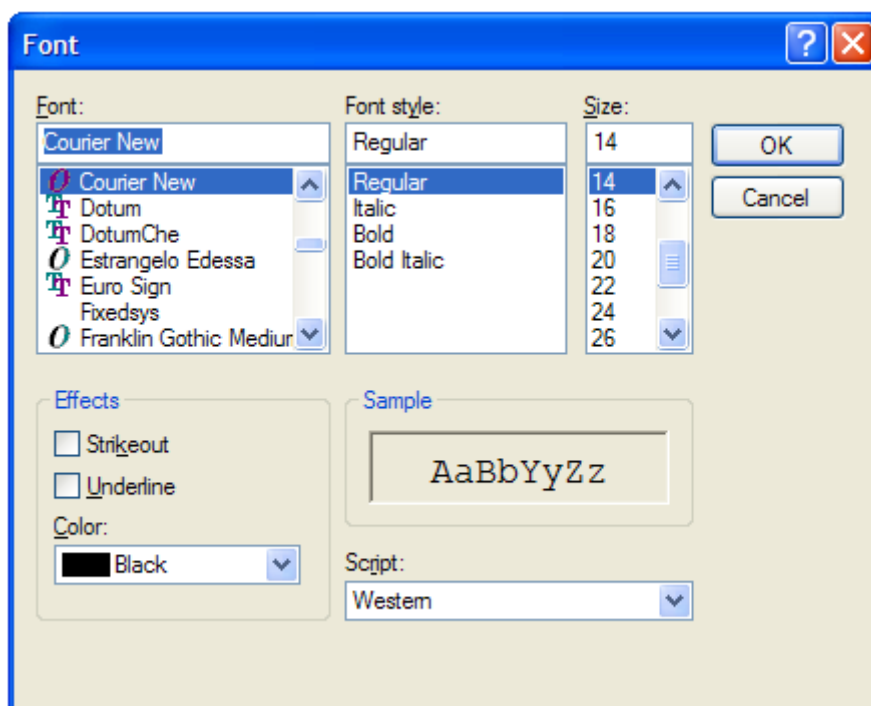 Font
Font: Font style: Size:
Courier New Regular 14 OK
Courier New Regular 14 Cancel
Dotum Italic 16
DotumChe Bold 18
Estrangelo Edessa Bold Italic 20
Euro Sign 22
Fixedsys 24
Franklin Gothic Mediur 26
Effects Sample
Strikeout AaBbYyZz
Underline
Color:
Black Script:
Western